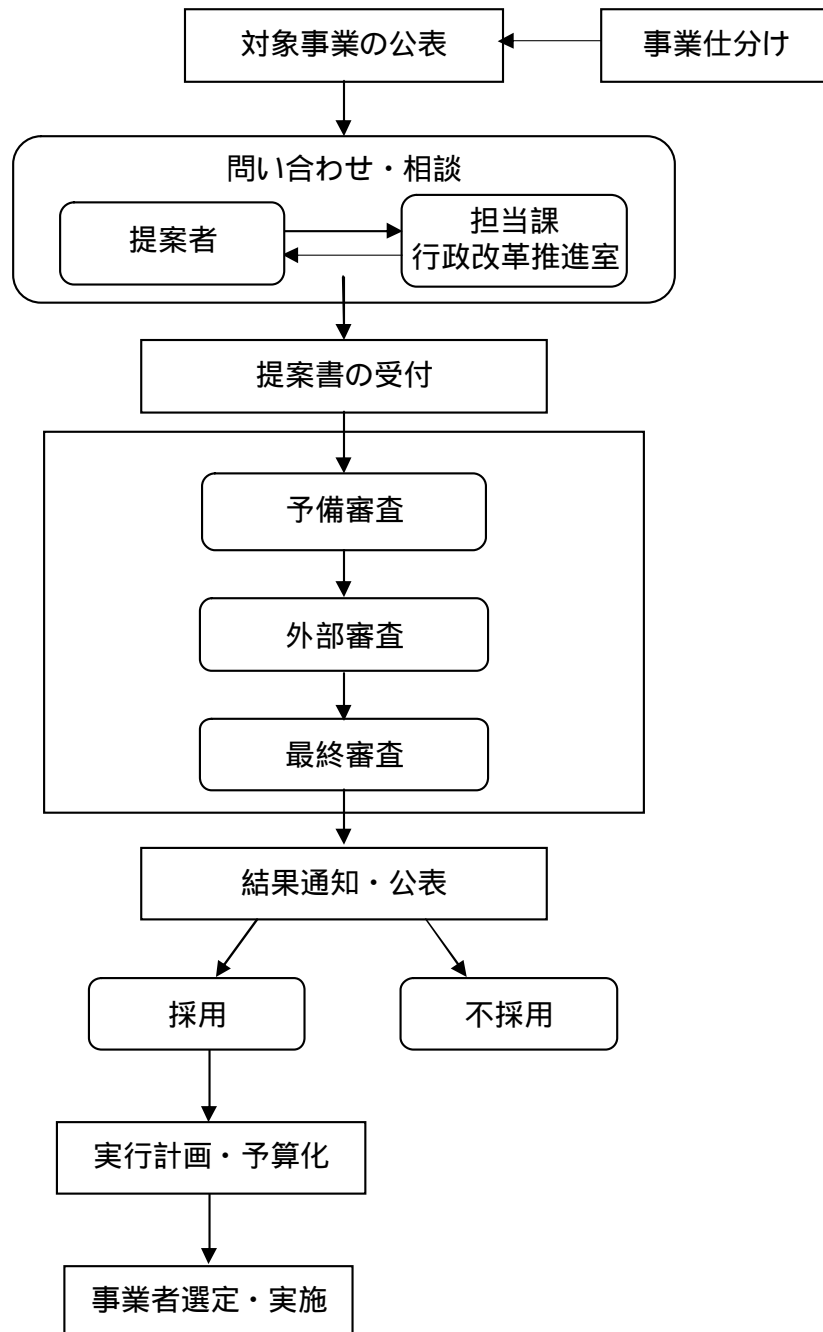 対象事業の公表
事業仕分け
問い合わせ・相談
提案者
担当課
行政改革推進室
提案書の受付
予備審査
外部審査
最終審査
結果通知・公表
採用
不採用
実行計画・予算化
事業者選定・実施